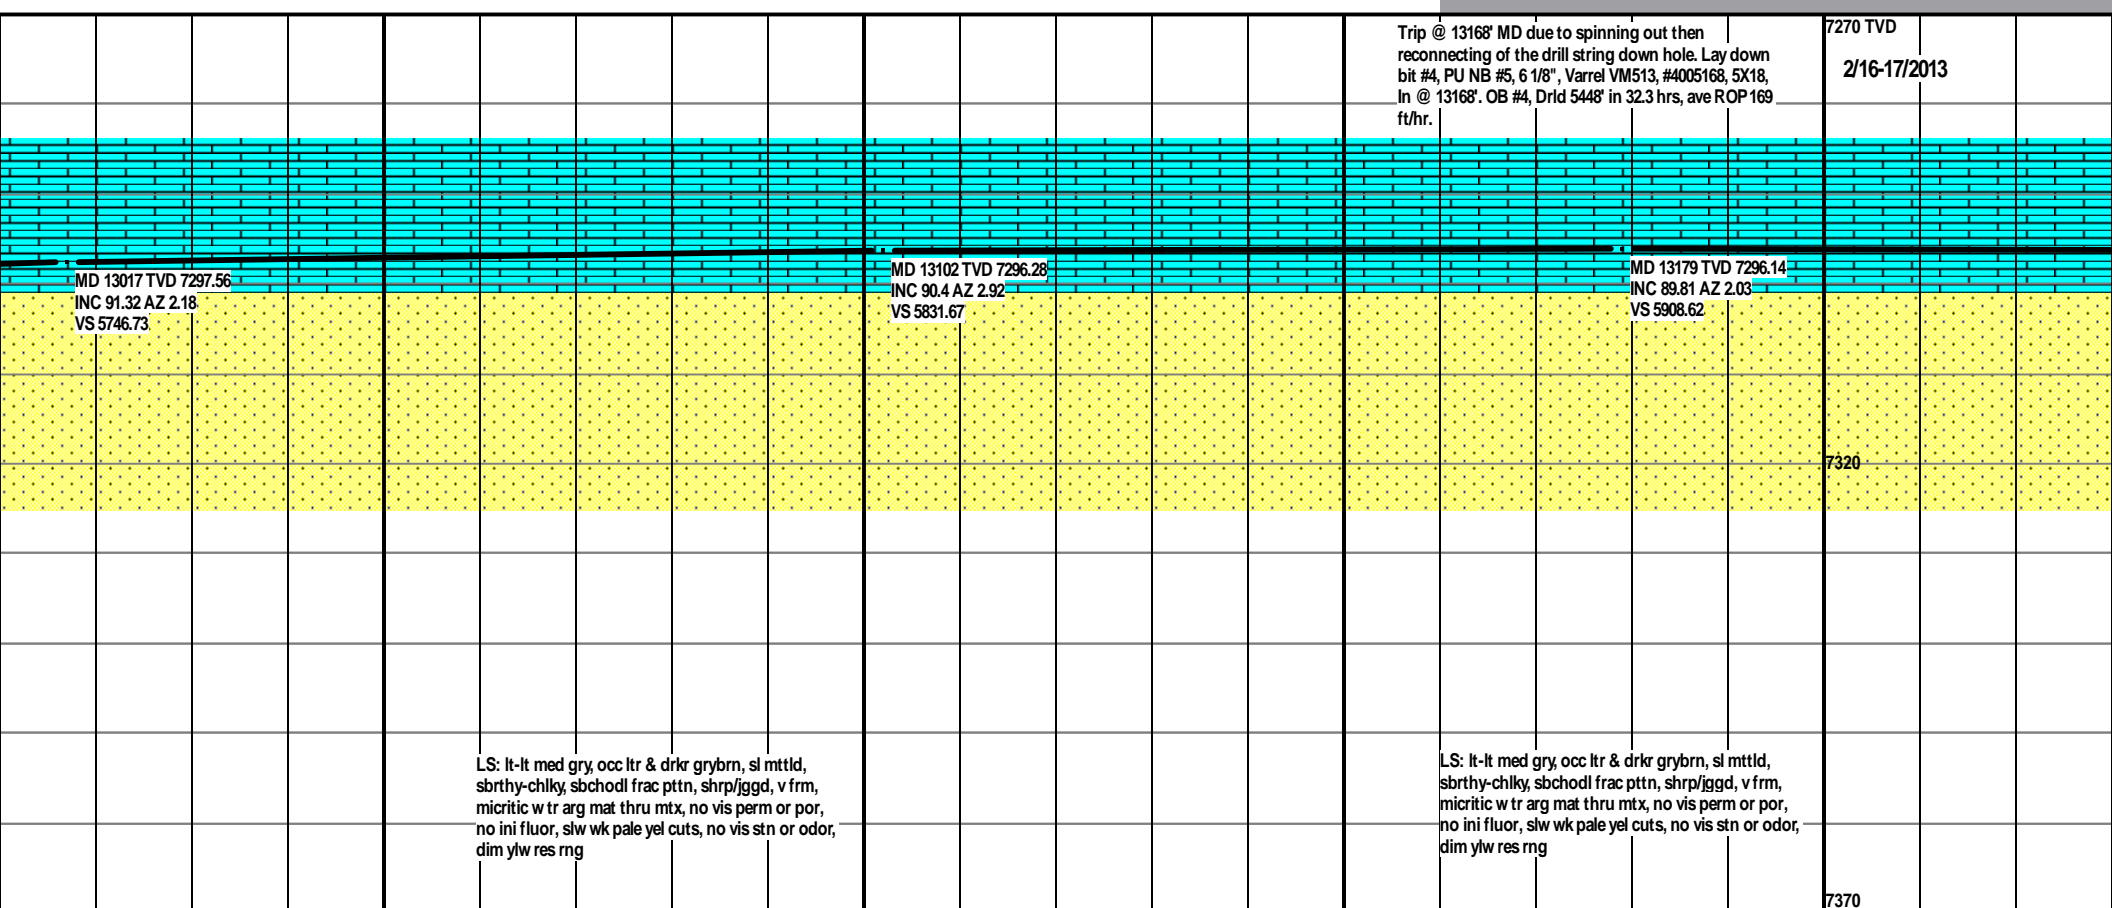 Trip @ 13168' MD due to spinning out then
reconnecting of the drill string down hole. Lay down
bit #4, PU NB #5, 6 1/8", Varrel VM513, #4005168, 5X18,
In @ 13168'. OB #4, Drld 5448' in 32.3 hrs, ave ROP 169
ft/hr.
7270 TVD
2/16-17/2013
MD 13017 TVD 7297.56
INC 91.32 AZ 2.18
VS 5746.73
MD 13102 TVD 7296.28
INC 90.4 AZ 2.92
VS 5831.67
MD 13179 TVD 7296.14
INC 89.81 AZ 2.03
VS 5908.62
7320
LS: lt-lt med gry, occ ltr & drkr grybrn, sl mttld,
sbrthy-chlky, sbchodl frac pttn, shrp/jggd, v frm,
micritic w tr arg mat thru mtx, no vis perm or por,
no ini fluor, slw wk pale yel cuts, no vis stn or odor,
dim ylw res rng
LS: lt-lt med gry, occ ltr & drkr grybrn, sl mttld,
sbrthy-chlky, sbchodl frac pttn, shrp/jggd, v frm,
micritic w tr arg mat thru mtx, no vis perm or por,
no ini fluor, slw wk pale yel cuts, no vis stn or odor,
dim ylw res rng
7370